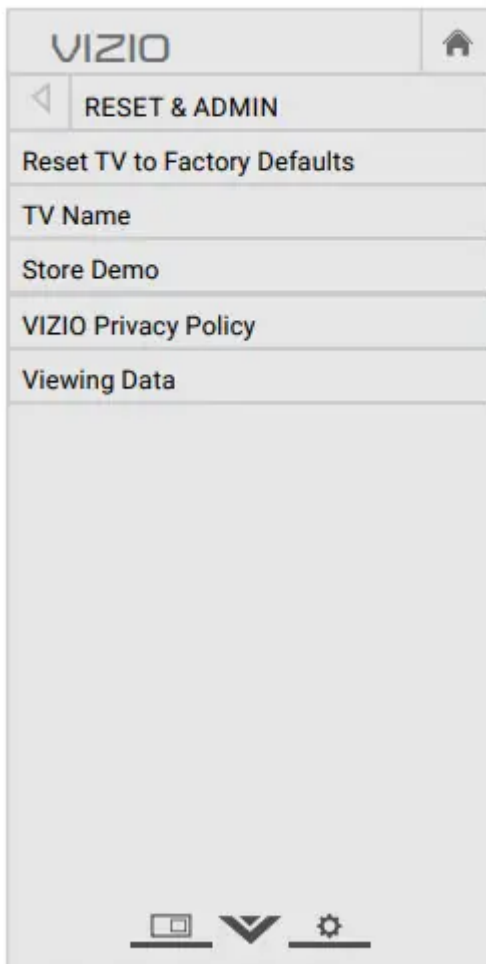 VIZIO
RESET & ADMIN
Reset TV to Factory Defaults
TV Name
Store Demo
VIZIO Privacy Policy
Viewing Data